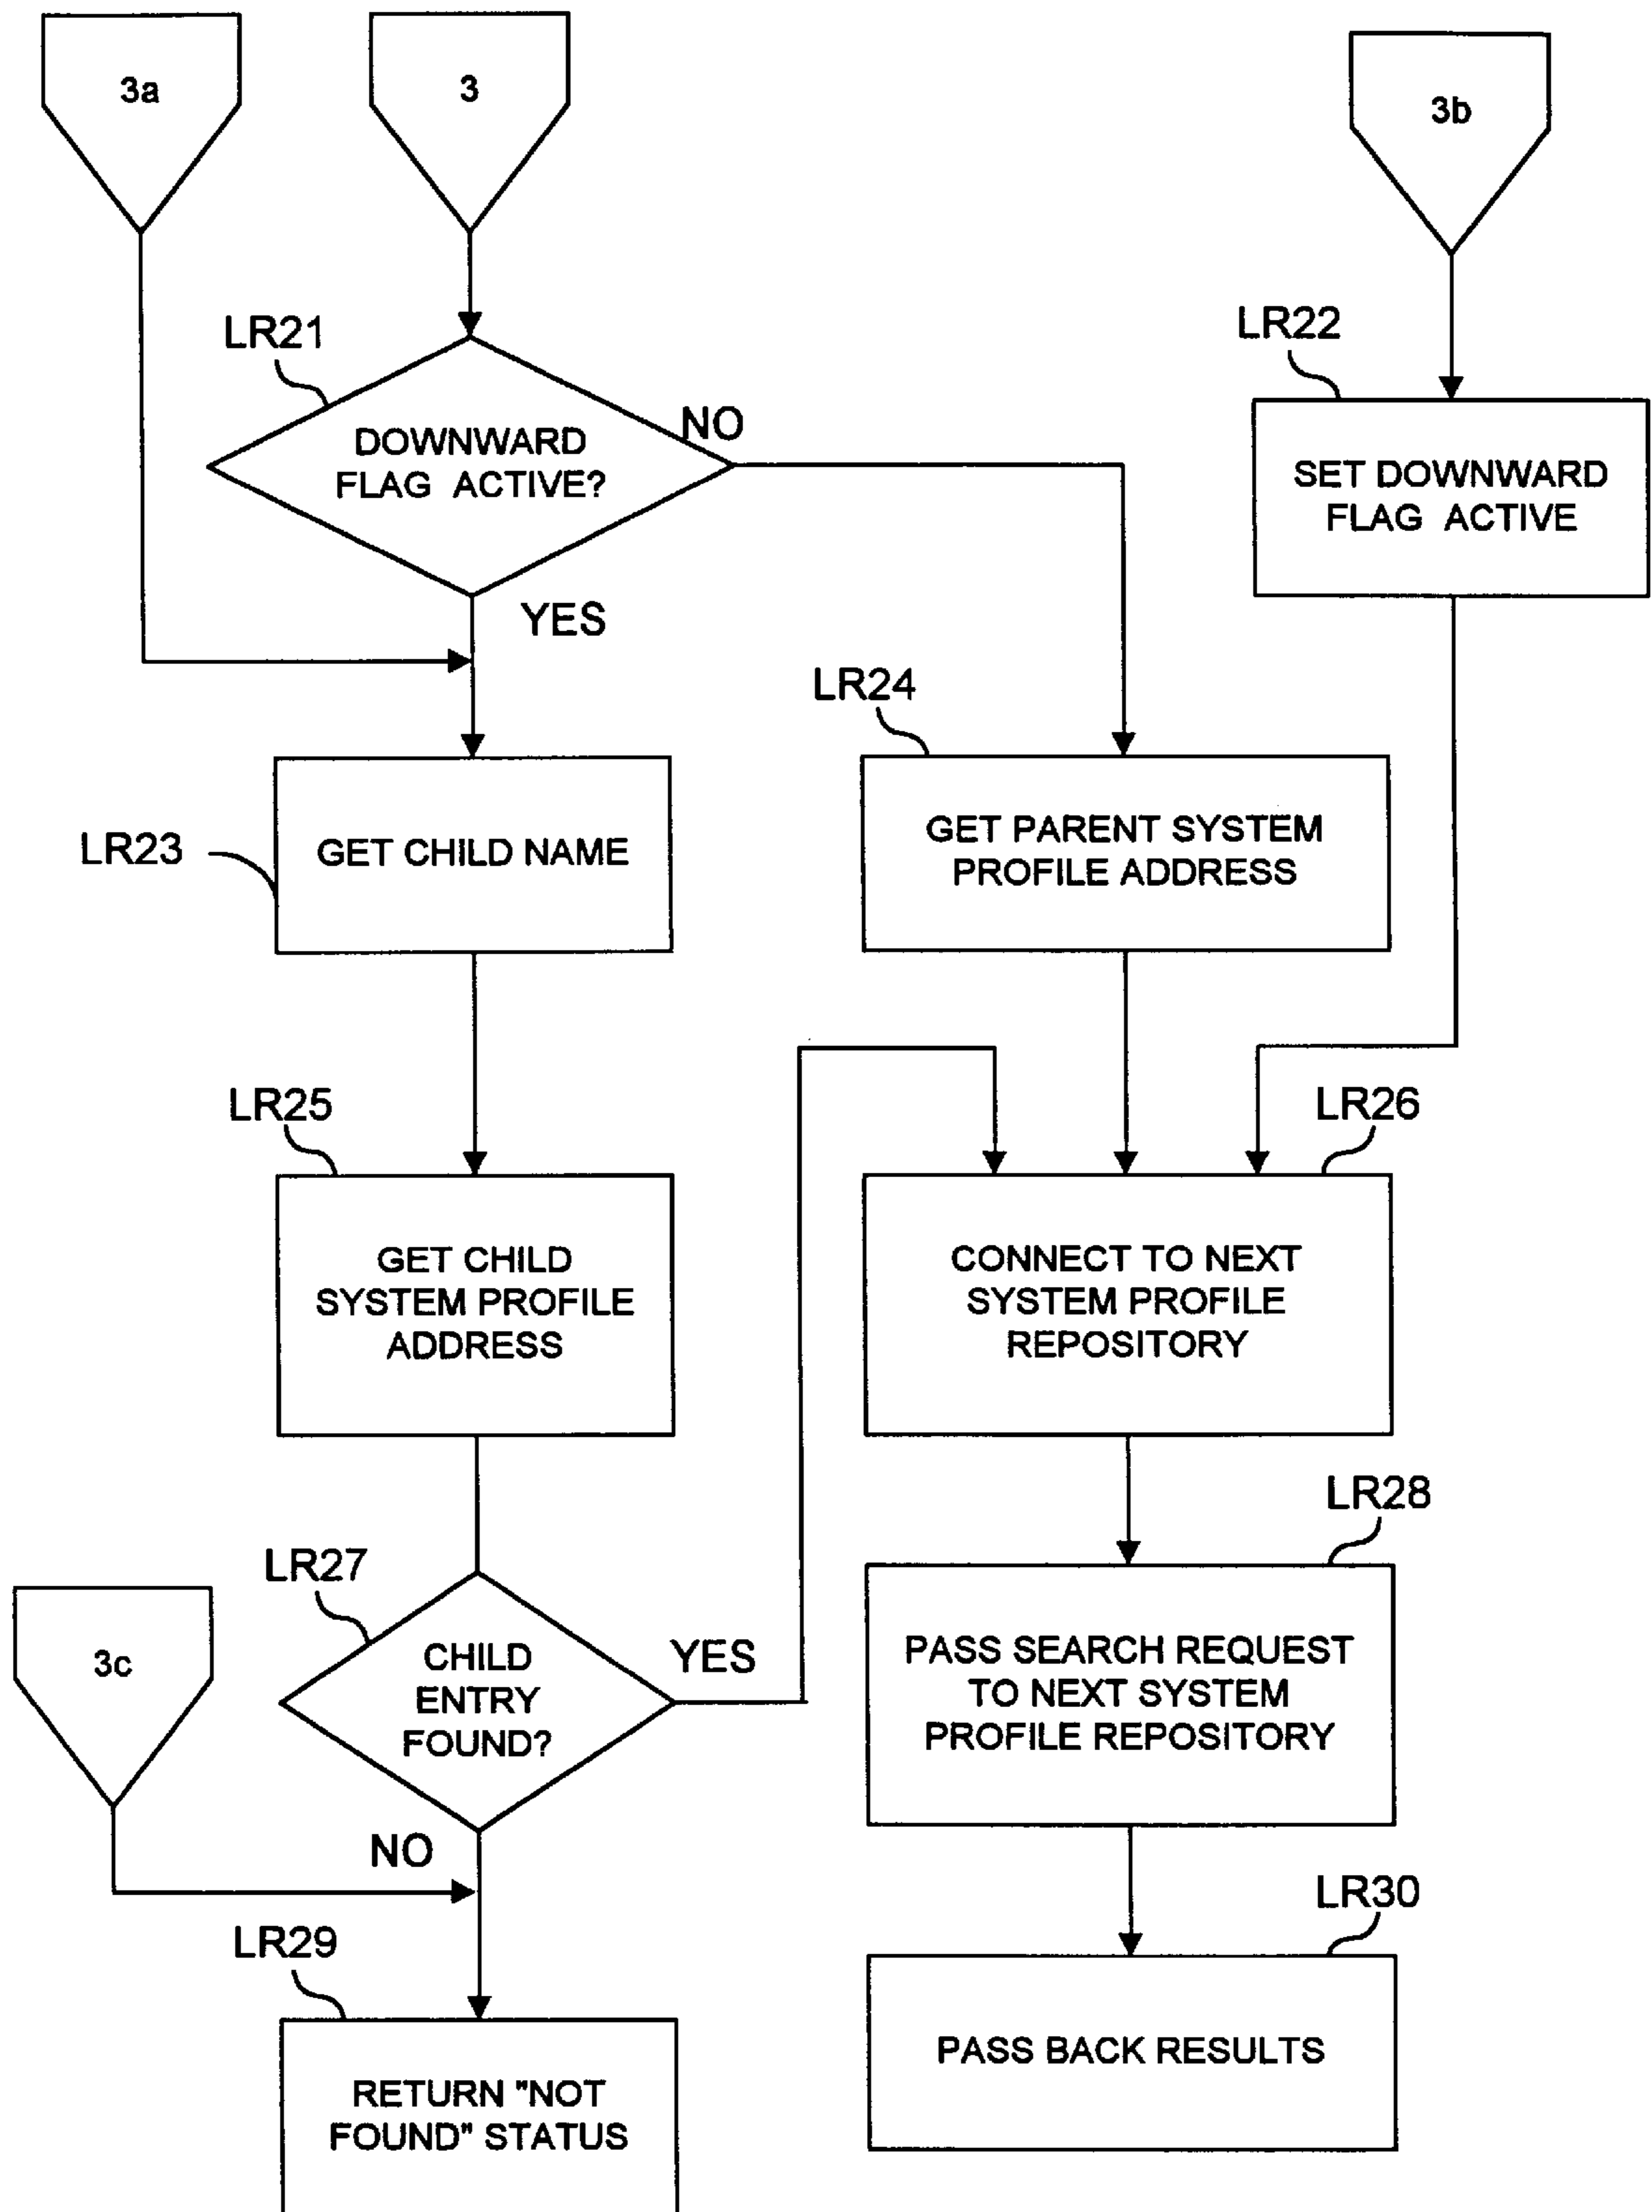 3a
3
3b
LR21
LR22
DOWNWARD
FLAG ACTIVE?
NO
SET DOWNWARD
FLAG ACTIVE
YES
LR24
LR23
GET CHILD NAME
GET PARENT SYSTEM
PROFILE ADDRESS
LR25
LR26
GET CHILD
SYSTEM PROFILE
ADDRESS
CONNECT TO NEXT
SYSTEM PROFILE
REPOSITORY
LR28
LR27
3c
CHILD
ENTRY
FOUND?
YES
PASS SEARCH REQUEST
TO NEXT SYSTEM
PROFILE REPOSITORY
NO
LR30
LR29
PASS BACK RESULTS
RETURN "NOT
FOUND" STATUS